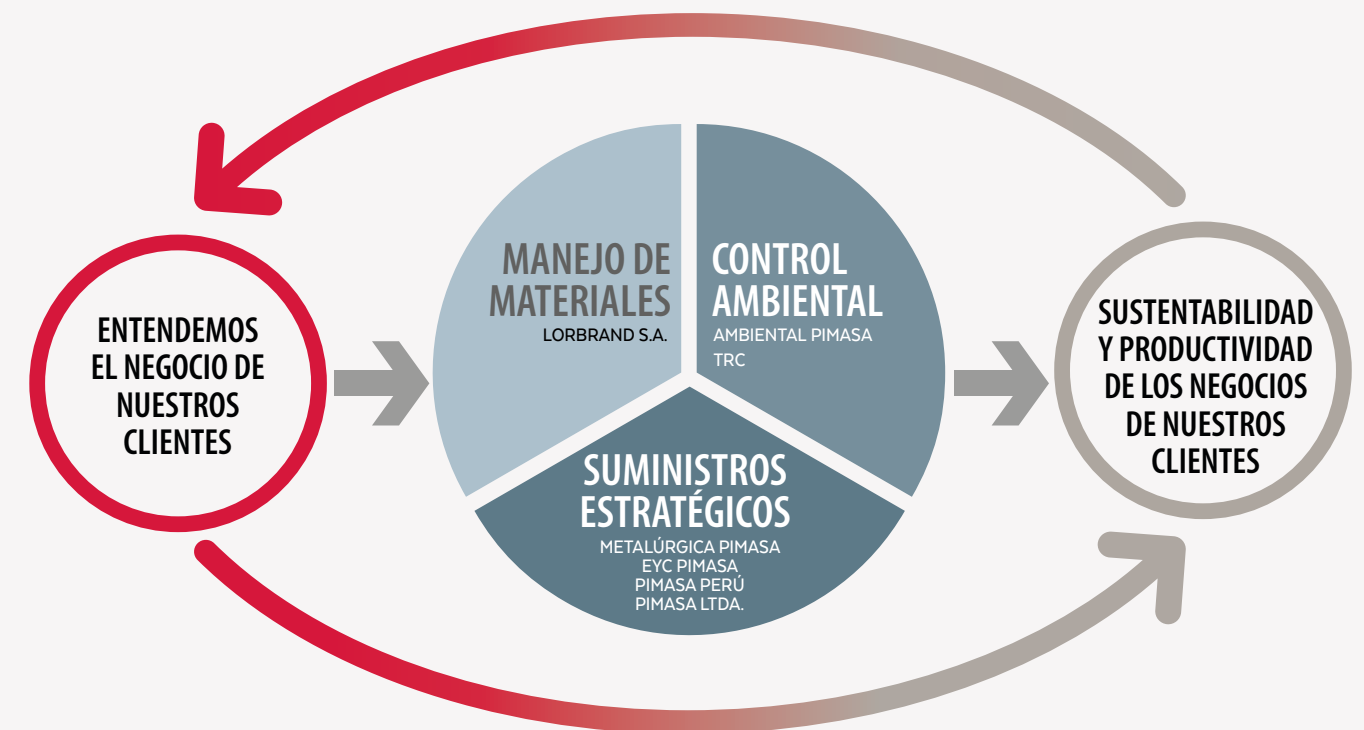 ENTENDEMOS
EL NEGOCIO DE
NUESTROS
CLIENTES
MANEJO DE
MATERIALES
LORBRAND S.A.
CONTROL
AMBIENTAL
AMBIENTAL PIMASA
TRC
SUMINISTROS
ESTRATÉGICOS
METALÚRGICA PIMASA
EYC PIMASA
PIMASA PERÚ
PIMASA LTDA.
SUSTENTABILIDAD
Y PRODUCTIVIDAD
DE LOS NEGOCIOS
DE NUESTROS
CLIENTES